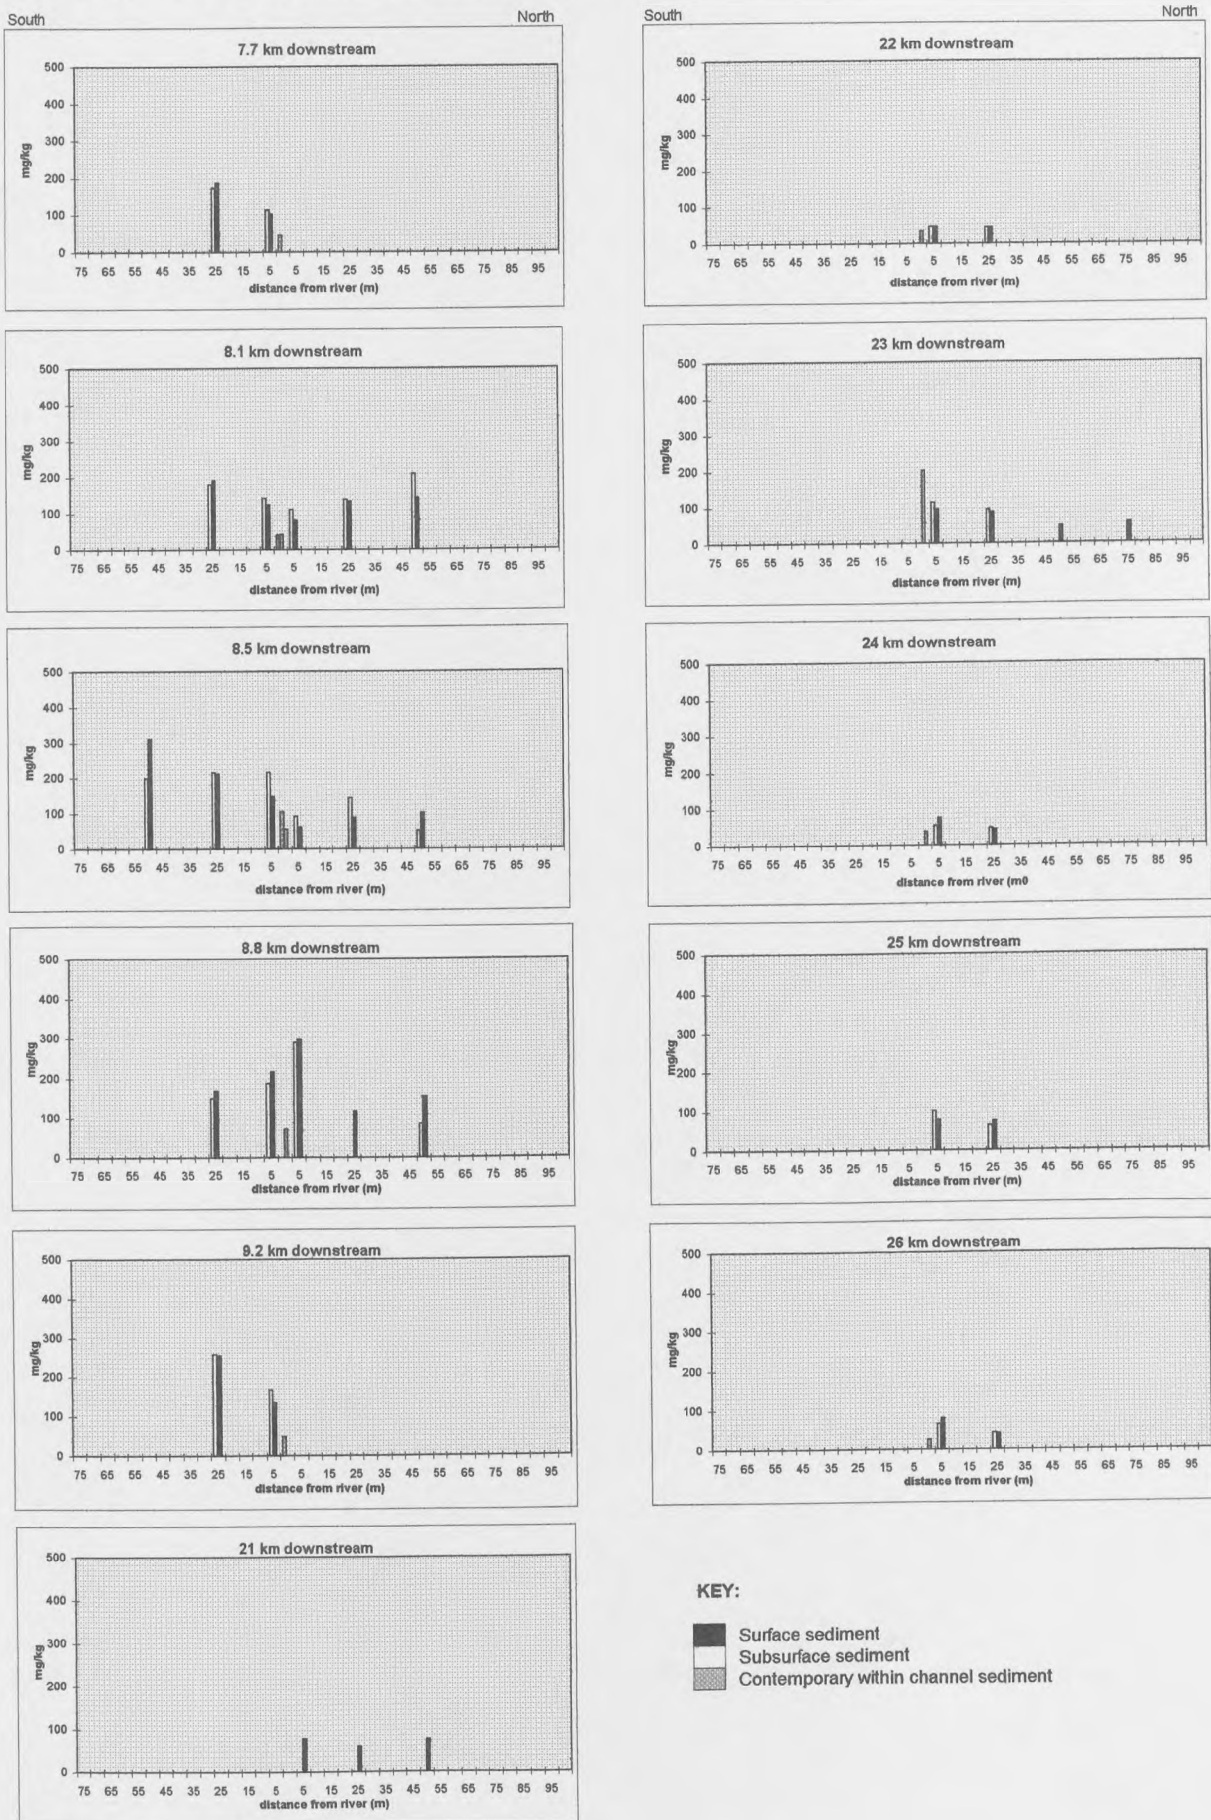 South North
7.7 km downstream
500
400
300
200
100
0
mg/kg
75 65 55 45 35 25 15 5 5 15 25 35 45 55 65 75 85 95
distance from river (m)
8.1 km downstream
500
400
300
200
100
0
mg/kg
75 65 55 45 35 25 15 5 5 15 25 35 45 55 65 75 85 95
distance from river (m)
8.5 km downstream
500
400
300
200
100
0
mg/kg
75 65 55 45 35 25 15 5 5 15 25 35 45 55 65 75 85 95
distance from river (m)
8.8 km downstream
500
400
300
200
100
0
mg/kg
75 65 55 45 35 25 15 5 5 15 25 35 45 55 65 75 85 95
distance from river (m)
9.2 km downstream
500
400
300
200
100
0
mg/kg
75 65 55 45 35 25 15 5 5 15 25 35 45 55 65 75 85 95
distance from river (m)
21 km downstream
500
400
300
200
100
0
mg/kg
75 65 55 45 35 25 15 5 5 15 25 35 45 55 65 75 85 95
distance from river (m)
South North
22 km downstream
500
400
300
200
100
0
mg/kg
75 65 55 45 35 25 15 5 5 15 25 35 45 55 65 75 85 95
distance from river (m)
23 km downstream
500
400
300
200
100
0
mg/kg
75 65 55 45 35 25 15 5 5 15 25 35 45 55 65 75 85 95
distance from river (m)
24 km downstream
500
400
300
200
100
0
mg/kg
75 65 55 45 35 25 15 5 5 15 25 35 45 55 65 75 85 95
distance from river (m0
25 km downstream
500
400
300
200
100
0
mg/kg
75 65 55 45 35 25 15 5 5 15 25 35 45 55 65 75 85 95
distance from river (m)
26 km downstream
500
400
300
200
100
0
mg/kg
75 65 55 45 35 25 15 5 5 15 25 35 45 55 65 75 85 95
distance from river (m)
KEY:
Surface sediment
Subsurface sediment
Contemporary within channel sediment